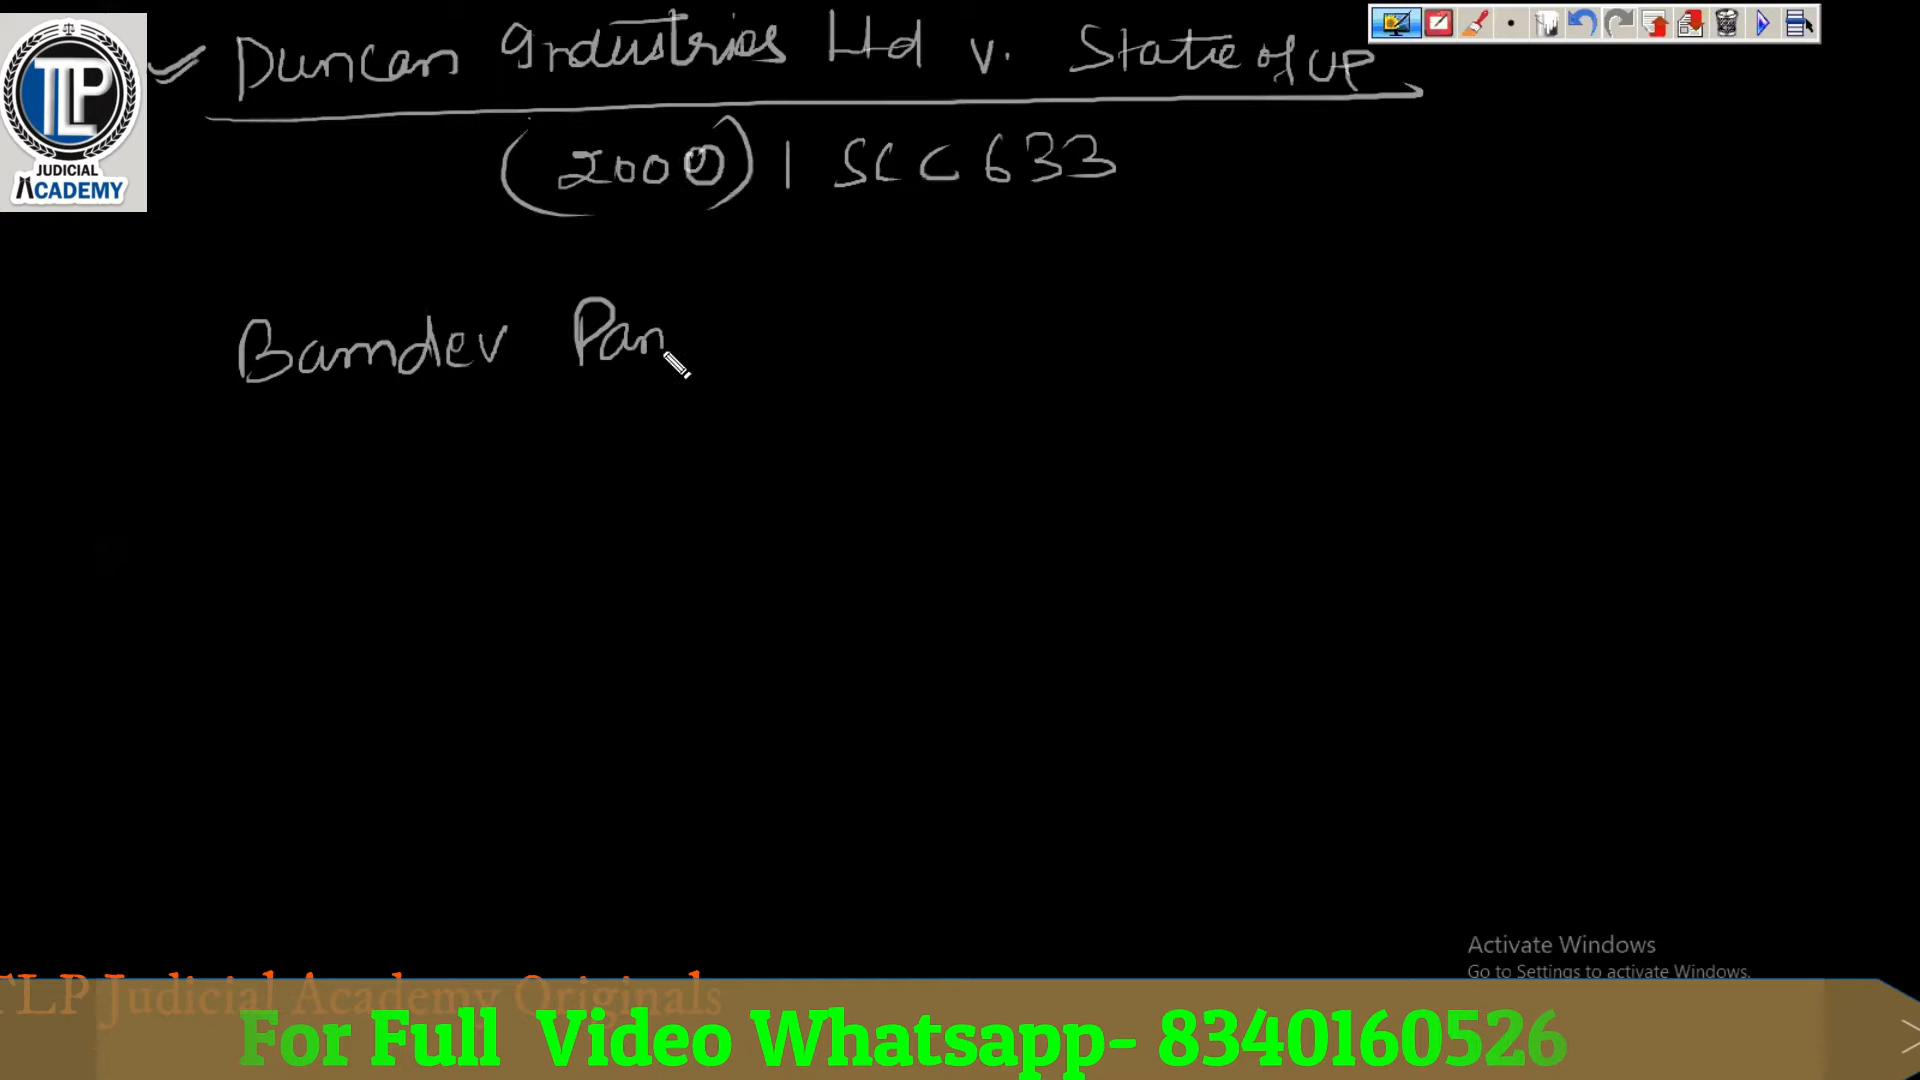 Duncan Industries Ltd v. State of UP
(2000) 1 SCC 633
TLP
JUDICIAL
ACADEMY
Bamdev Pan
Activate Windows
Go to Settings to activate Windows.
TLP Judicial Academy Originals
For Full Video Whatsapp- 8340160526